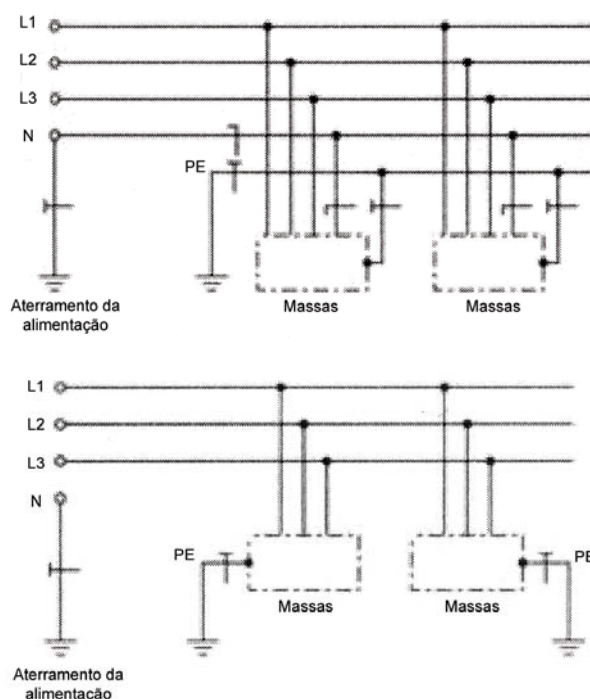 L1
L2
L3
N
PE
Aterramento da
alimentação
Massas
Massas
L1
L2
L3
N
PE
PE
Massas
Massas
Aterramento da
alimentação